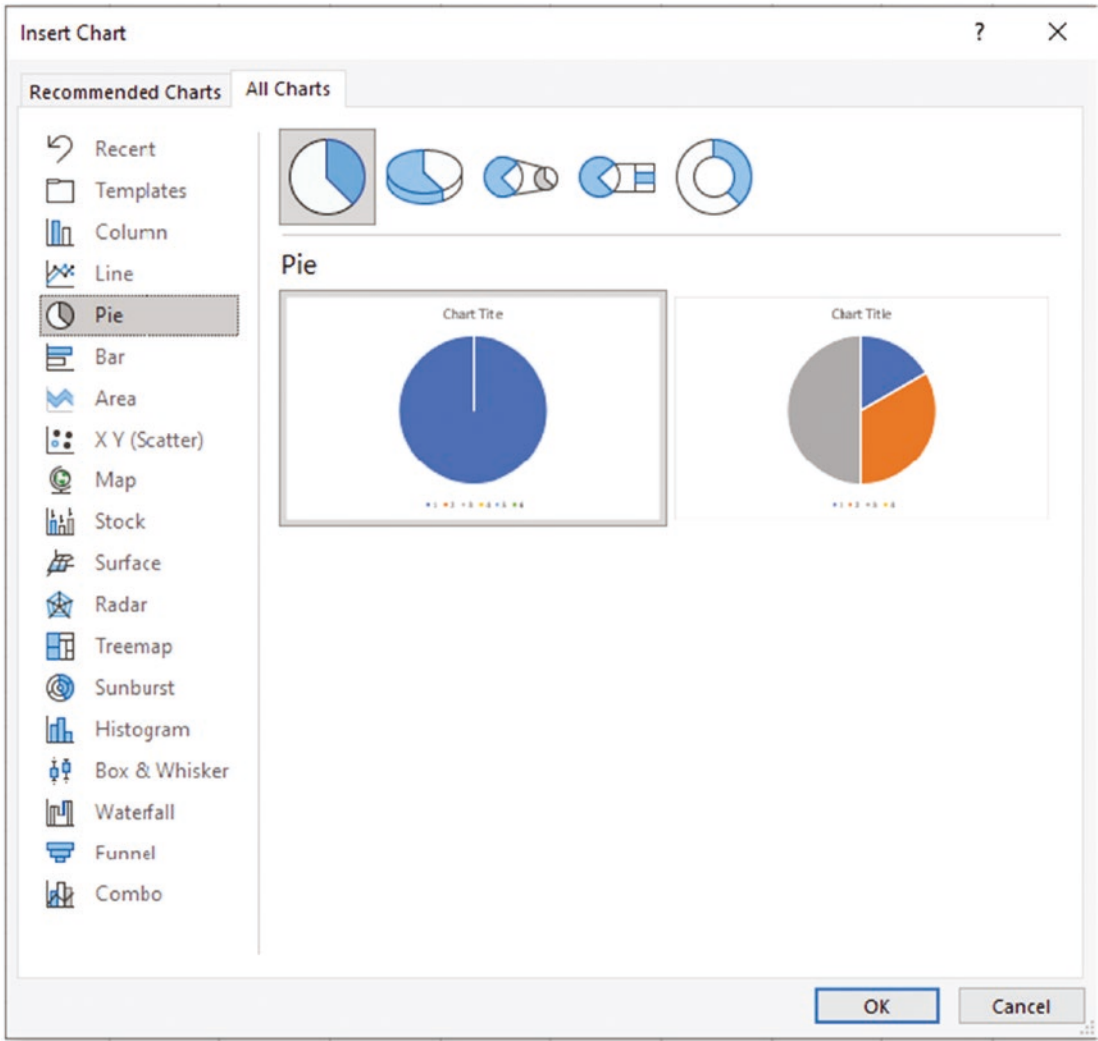 Insert Chart
?
Recommended Charts
All Charts
Recert
Templates
Column
Line
Pie
Bar
Area
X Y (Scatter)
Map
Stock
Surface
Radar
Treemap
Sunburst
Histogram
Box & Whisker
Waterfall
Funnel
Combo
Pie
Chart Tite
Chart Title
OK
Cancel